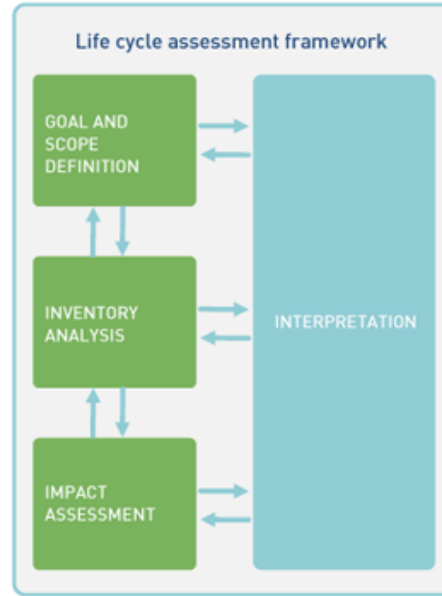 Life cycle assessment framework
GOAL AND
SCOPE
DEFINITION
INVENTORY
ANALYSIS
INTERPRETATION
IMPACT
ASSESSMENT